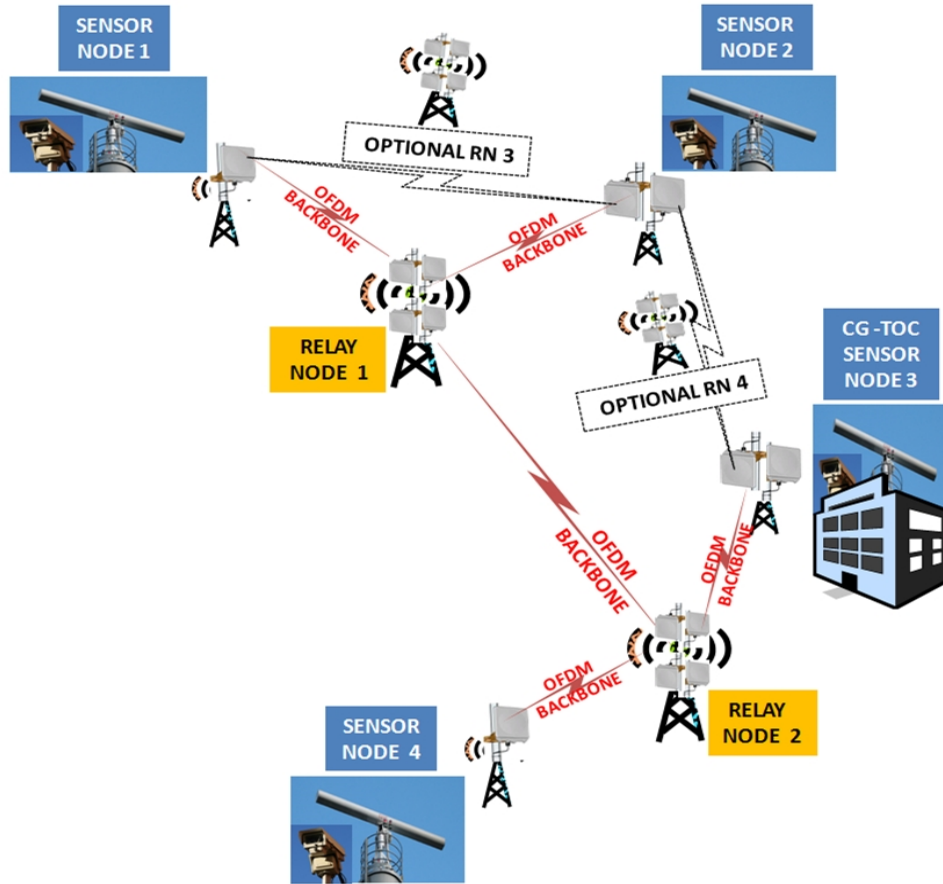 SENSOR
NODE 1
SENSOR
NODE 2
OPTIONAL RN 3
OFDM
BACKBONE
OFDM
BACKBONE
RELAY
NODE 1
CG -TOC
SENSOR
NODE 3
OPTIONAL RN 4
OFDM
BACKBONE
OFDM
BACKBONE
OFDM
BACKBONE
SENSOR
NODE 4
RELAY
NODE 2